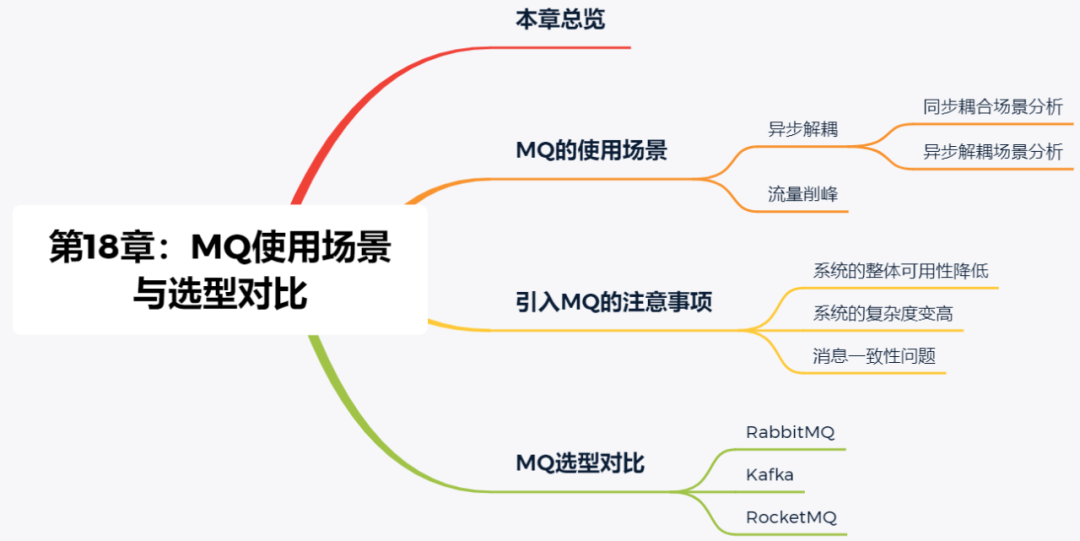 第18章：MQ使用场景
与选型对比
本章总览
MQ的使用场景
异步解耦
同步耦合场景分析
异步解耦场景分析
流量削峰
引入MQ的注意事项
系统的整体可用性降低
系统的复杂度变高
消息一致性问题
MQ选型对比
RabbitMQ
Kafka
RocketMQ